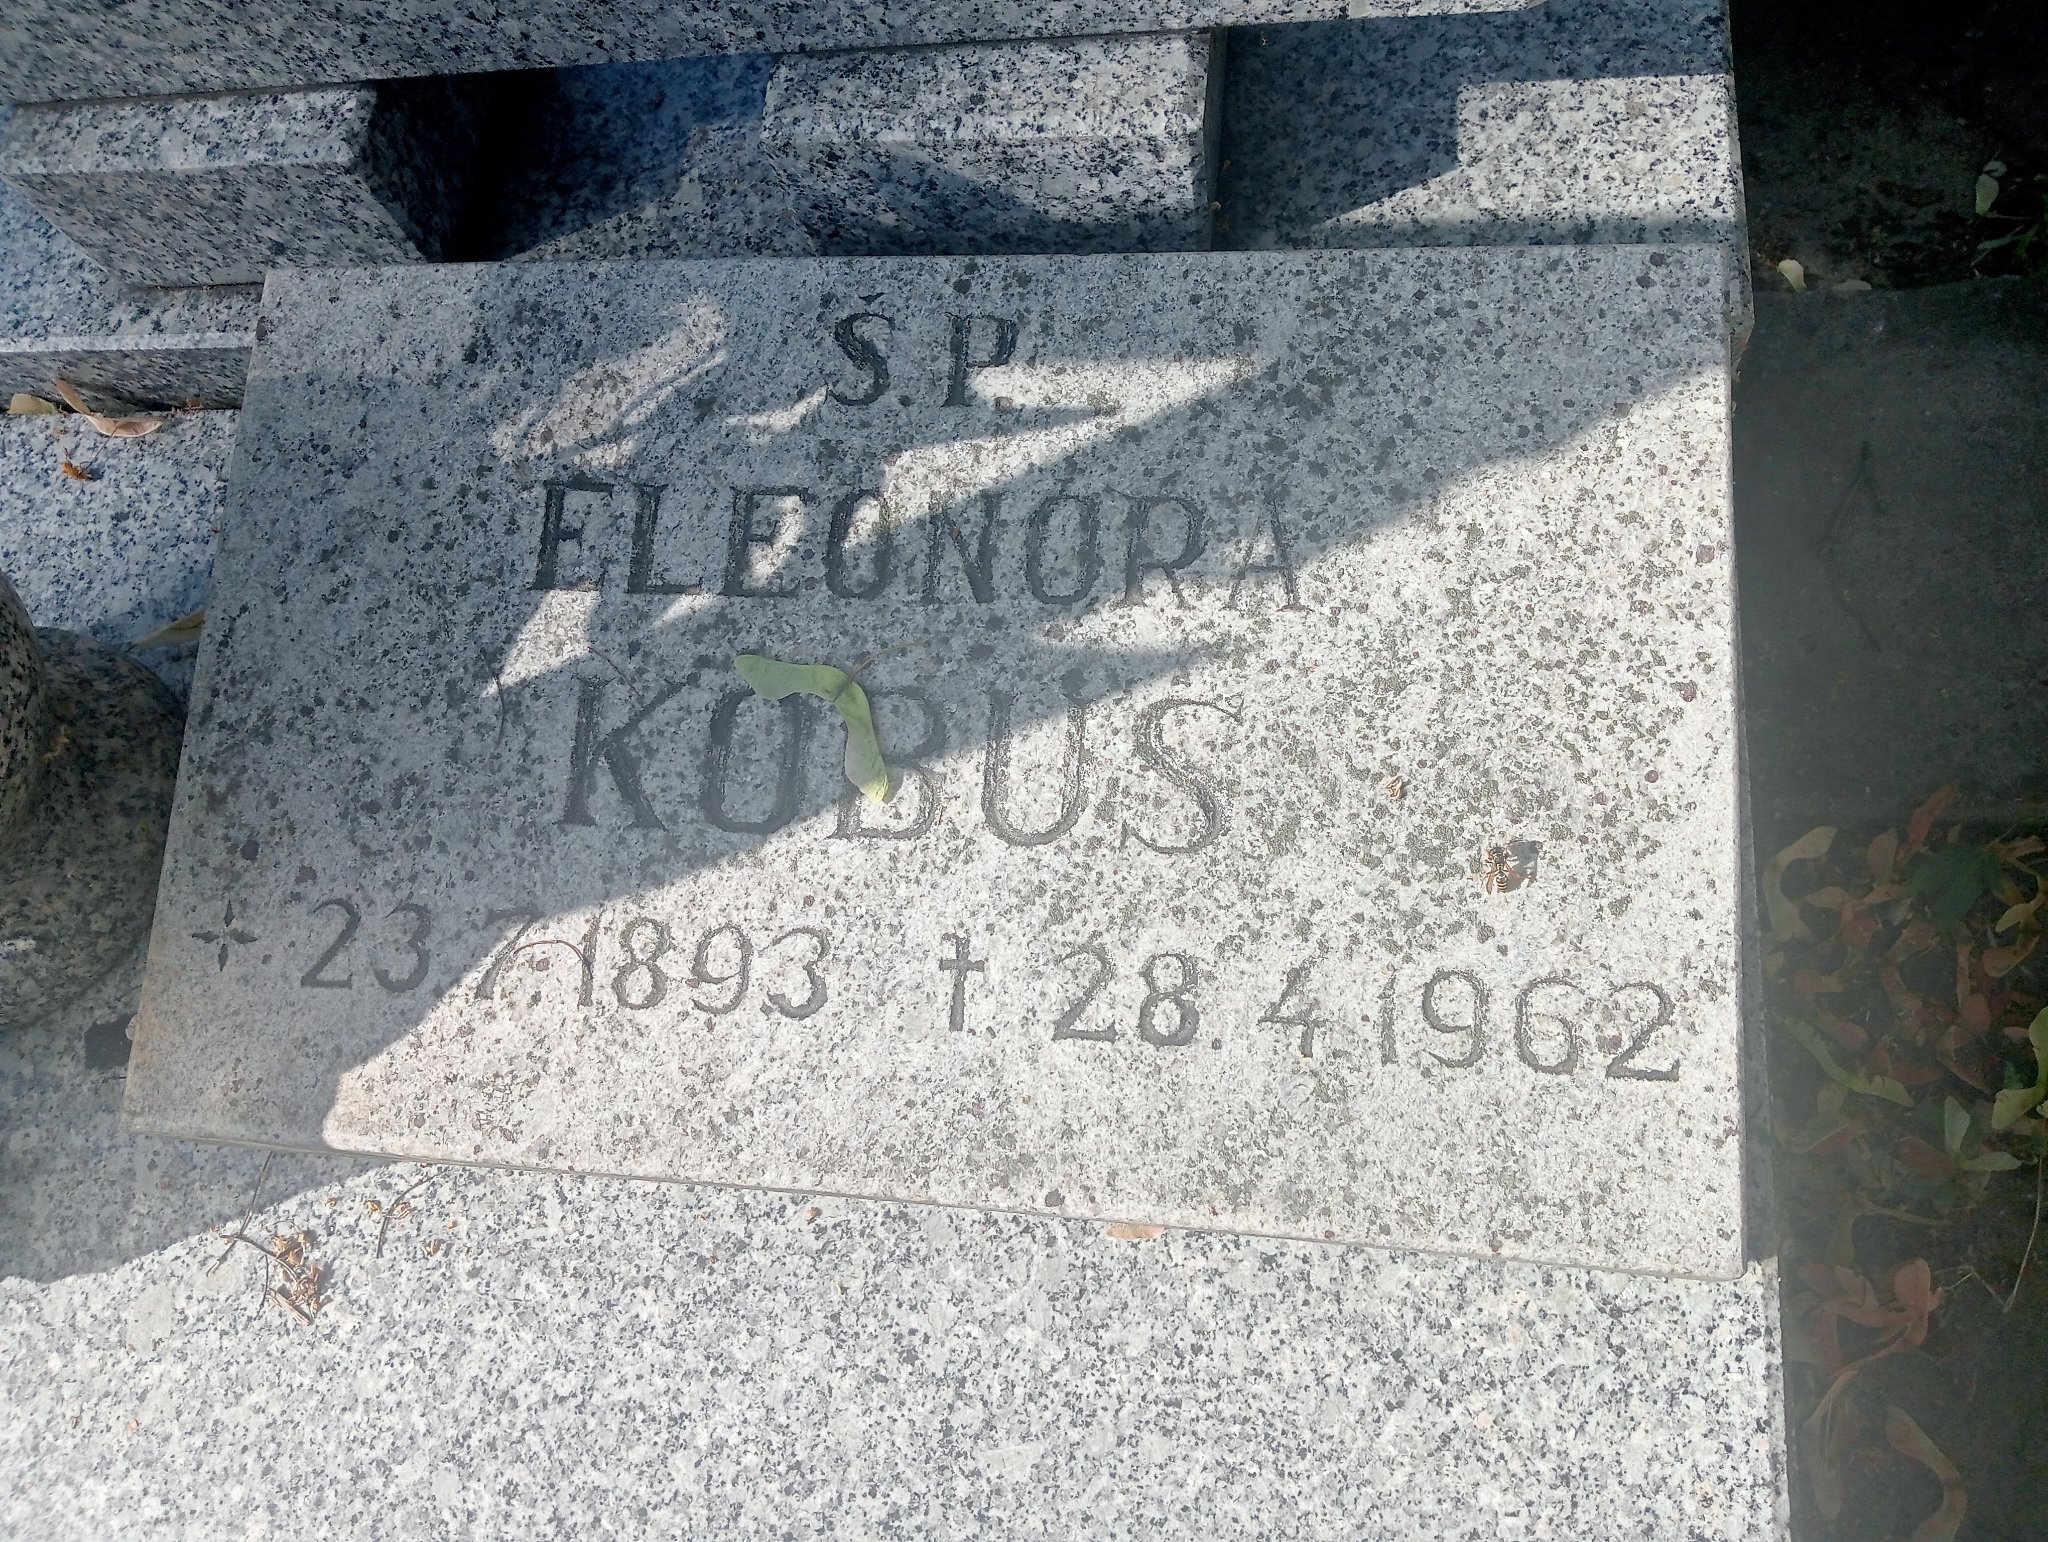 Ś.P.
ELEONORA
KOBUS
23.7.1893 † 28.4.1962